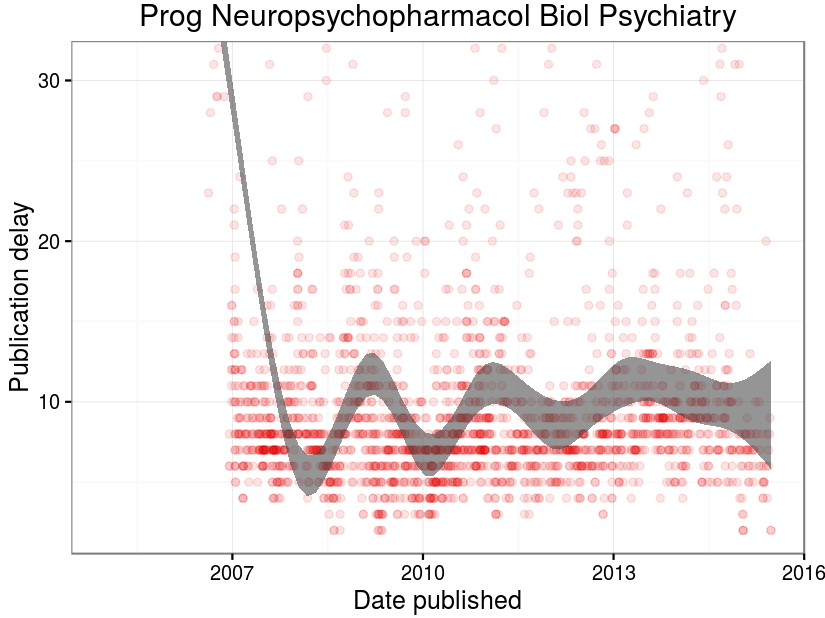 Prog Neuropsychopharmacol Biol Psychiatry
Publication delay
30
20
10
2007 2010 2013 2016
Date published